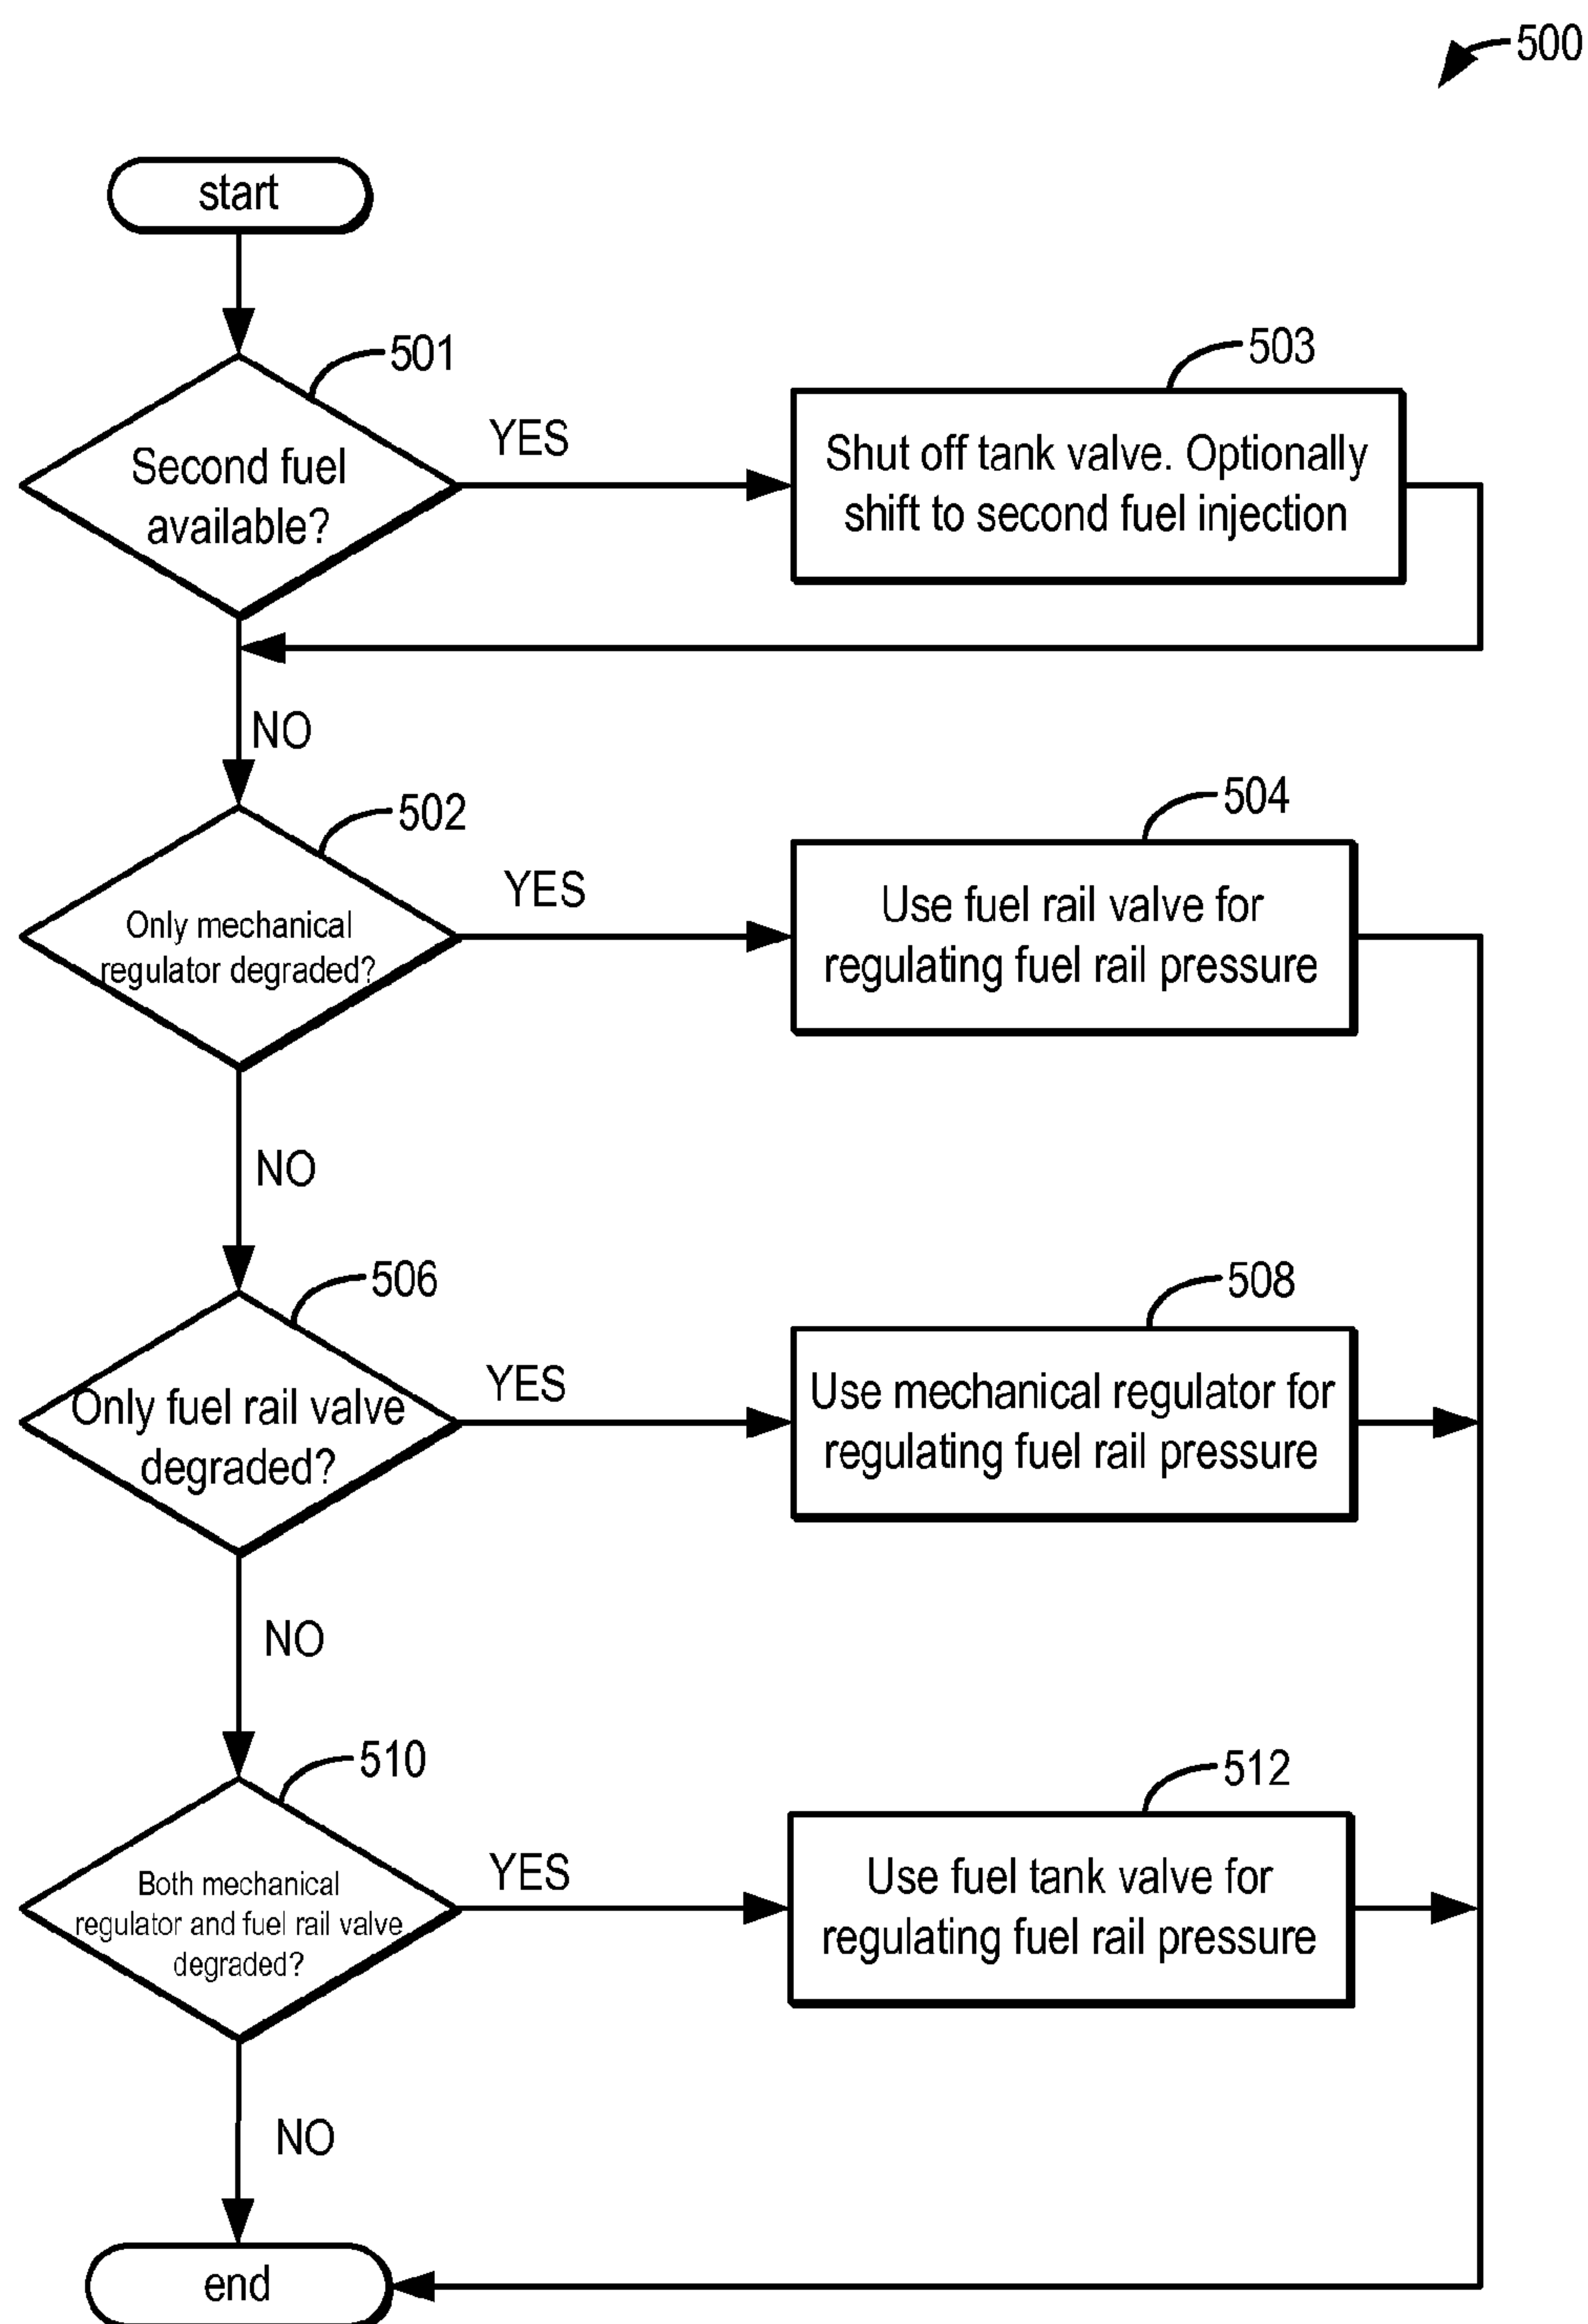 500
start
501
Second fuel
available?
YES
503
Shut off tank valve. Optionally
shift to second fuel injection
NO
502
Only mechanical
regulator degraded?
YES
504
Use fuel rail valve for
regulating fuel rail pressure
NO
506
Only fuel rail valve
degraded?
YES
508
Use mechanical regulator for
regulating fuel rail pressure
NO
510
Both mechanical
regulator and fuel rail valve
degraded?
YES
512
Use fuel tank valve for
regulating fuel rail pressure
NO
end